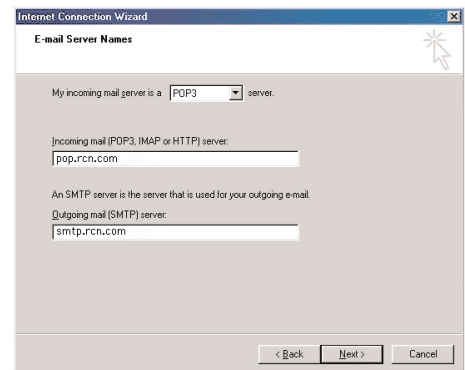 Internet Connection Wizard
E-mail Server Names
My incoming mail server is a POP3 server.
Incoming mail (POP3, IMAP or HTTP) server:
pop.rcn.com
An SMTP server is the server that is used for your outgoing e-mail.
Outgoing mail (SMTP) server:
smtp.rcn.com
< Back Next > Cancel